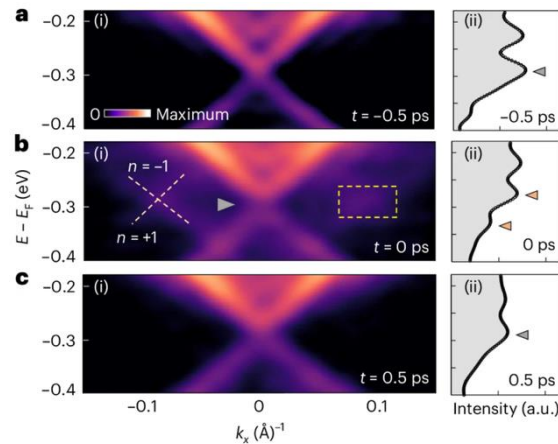 a
(i)
(ii)
−0.2
−0.3
−0.4
0
Maximum
t = −0.5 ps
−0.5 ps
b
(i)
(ii)
E − E_F (eV)
−0.2
−0.3
−0.4
n = −1
n = +1
t = 0 ps
0 ps
c
(i)
(ii)
−0.2
−0.3
−0.4
t = 0.5 ps
0.5 ps
−0.1
0
0.1
k_x (Å)⁻¹
Intensity (a.u.)